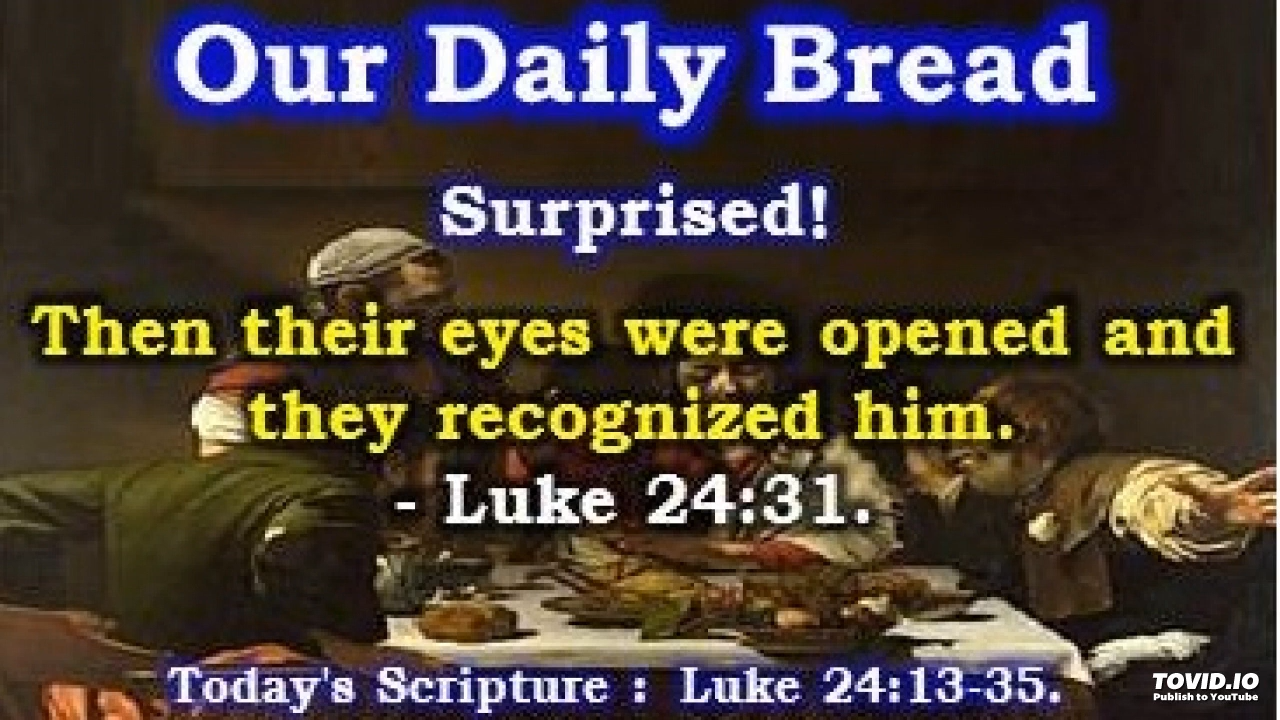 Our Daily Bread
Surprised!
Then their eyes were opened and
they recognized him.
- Luke 24:31.
Today's Scripture : Luke 24:13-35.
TOVID.IO
Publish to YouTube